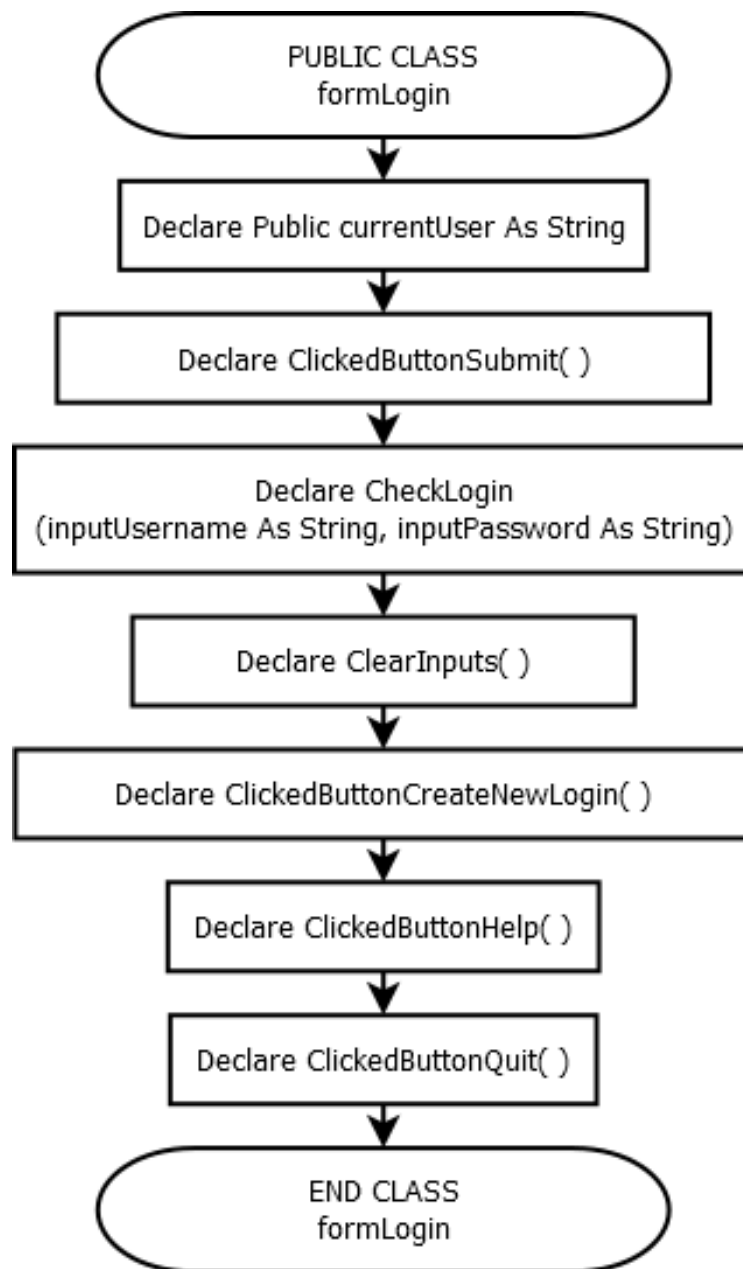 PUBLIC CLASS
formLogin
Declare Public currentUser As String
Declare ClickedButtonSubmit( )
Declare CheckLogin
(inputUsername As String, inputPassword As String)
Declare ClearInputs( )
Declare ClickedButtonCreateNewLogin( )
Declare ClickedButtonHelp( )
Declare ClickedButtonQuit( )
END CLASS
formLogin